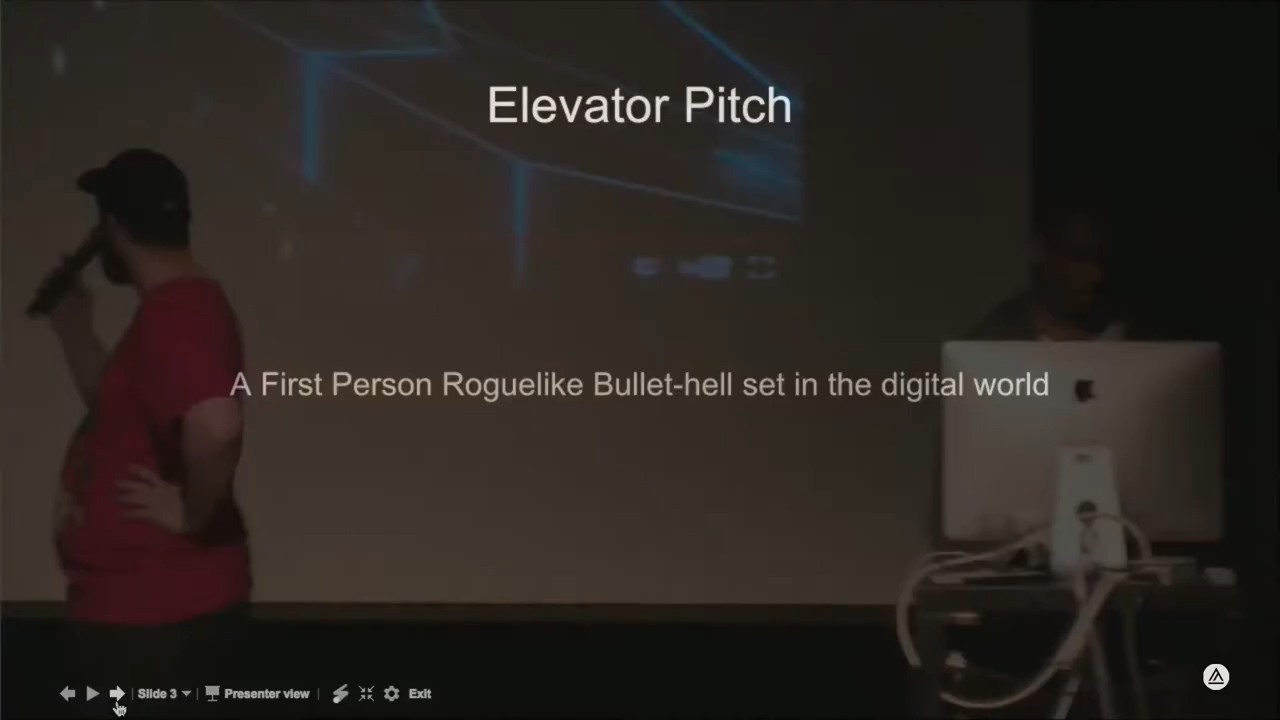 Elevator Pitch
A First Person Roguelike Bullet-hell set in the digital world
Slide 3
Presenter view
Exit